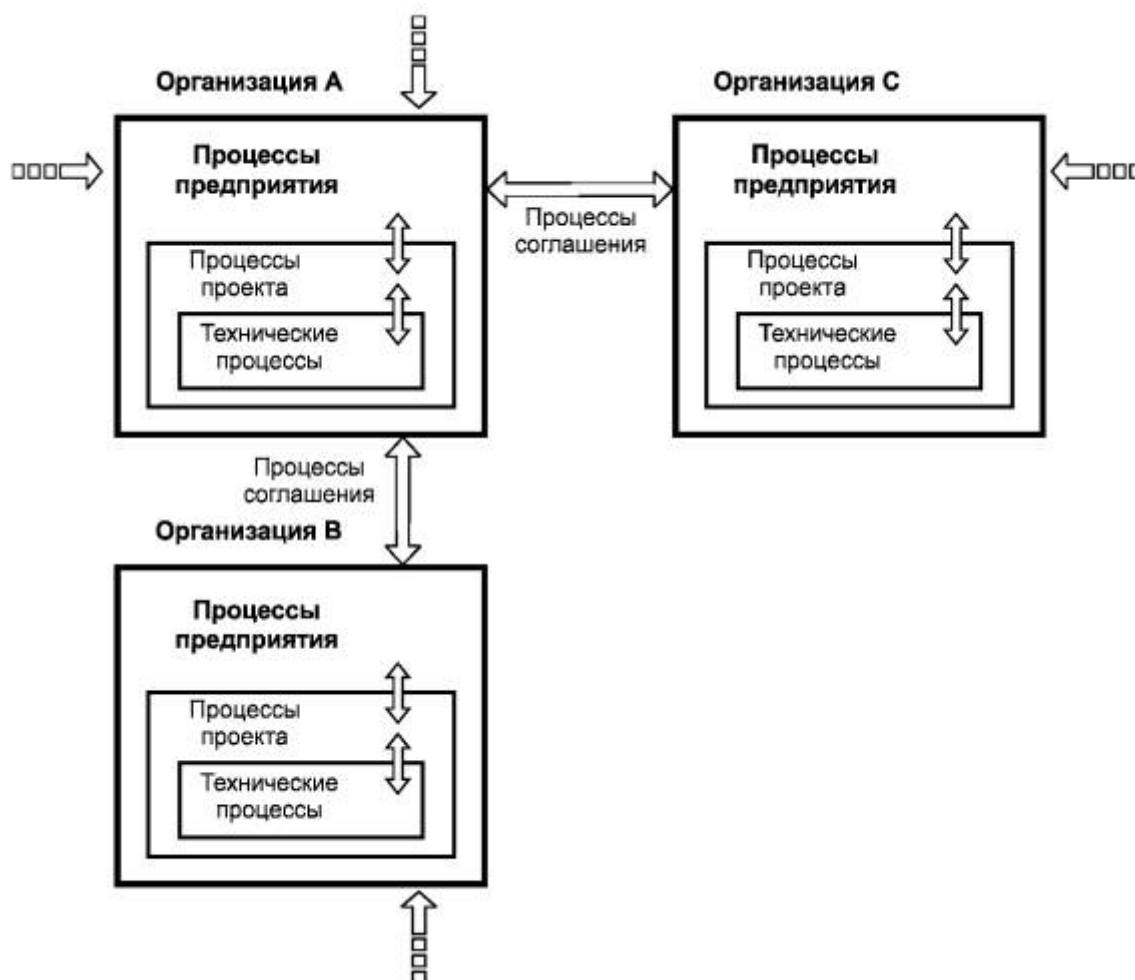 Организация А
Процессы
предприятия
Процессы
проекта
Технические
процессы
Процессы
соглашения
Организация С
Процессы
предприятия
Процессы
проекта
Технические
процессы
Процессы
соглашения
Организация В
Процессы
предприятия
Процессы
проекта
Технические
процессы